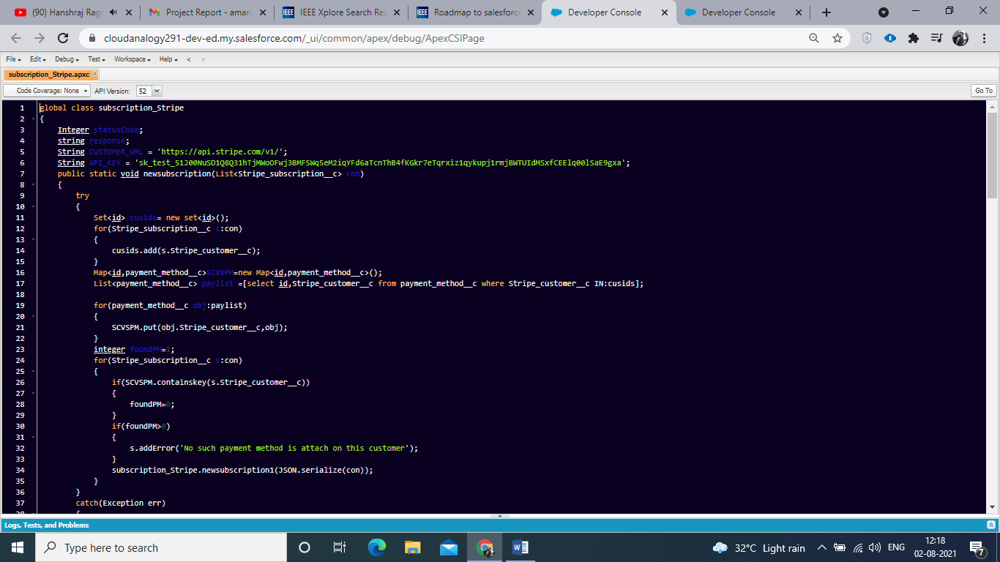 (90) Hanshraj Rag
Project Report - aman.
IEEE Xplore Search Res
Roadmap to salesforce
Developer Console
Developer Console
cloudanalogy291-dev-ed.my.salesforce.com/_ui/common/apex/debug/ApexCSIPage
File Edit Debug Test Workspace Help < >
subscription_Stripe.apxc
Code Coverage: None API Version: 52 Go To
1 global class subscription_Stripe
2 {
3 Integer statusCode;
4 string response;
5 String CUSTOMER_URL = 'https://api.stripe.com/v1/';
6 String API_KEY = '';
7 public static void newsubscription(List<Stripe_subscription__c> con)
8 {
9 try
10 {
11 Set<id> cusids= new set<id>();
12 for(Stripe_subscription__c s:con)
13 {
14 cusids.add(s.Stripe_customer__c);
15 }
16 Map<id,payment_method__c>SCVSPM=new Map<id,payment_method__c>();
17 List<payment_method__c> paylist =[select id,Stripe_customer__c from payment_method__c where Stripe_customer__c IN:cusids];
18
19 for(payment_method__c obj:paylist)
20 {
21 SCVSPM.put(obj.Stripe_customer__c,obj);
22 }
23 integer foundPM=1;
24 for(Stripe_subscription__c s:con)
25 {
26 if(SCVSPM.containskey(s.Stripe_customer__c))
27 {
28 foundPM=0;
29 }
30 if(foundPM>0)
31 {
32 s.addError('No such payment method is attach on this customer');
33 }
34 subscription_Stripe.newsubscription1(JSON.serialize(con));
35 }
36 }
37 catch(Exception err)
Logs, Tests, and Problems
Type here to search
32°C Light rain
ENG
12:18
02-08-2021
7